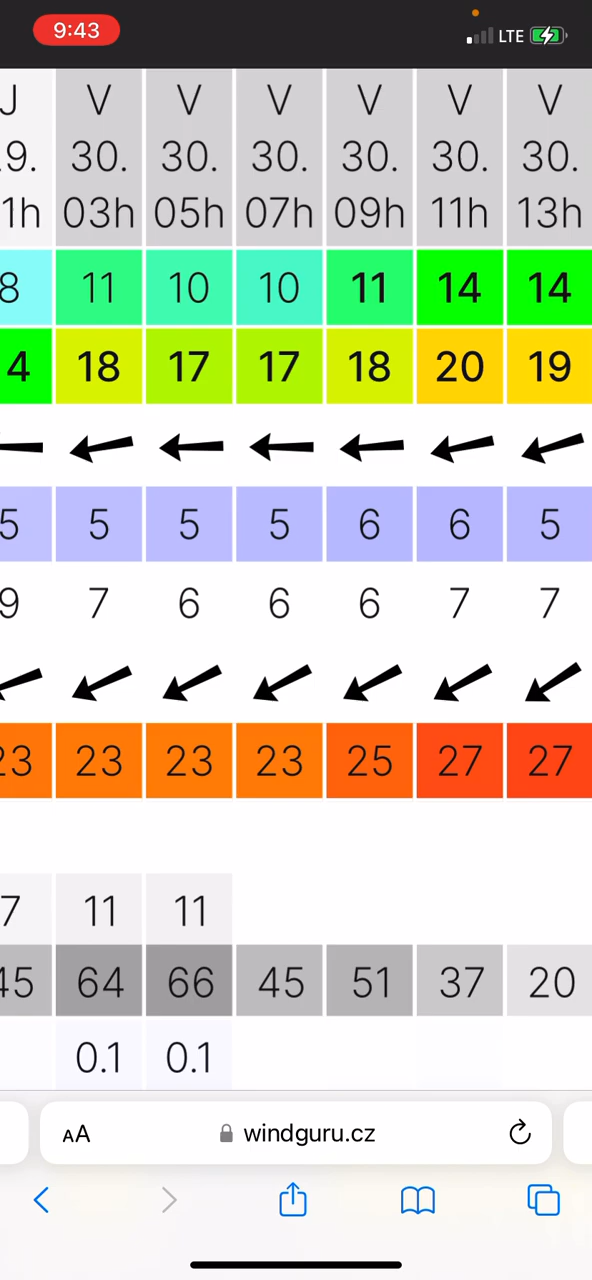 9:43
LTE
J V V V V V V
9. 30. 30. 30. 30. 30. 30.
1h 03h 05h 07h 09h 11h 13h
8 11 10 10 11 14 14
4 18 17 17 18 20 19
5 5 5 5 6 6 5
9 7 6 6 6 7 7
23 23 23 23 25 27 27
7 11 11
45 64 66 45 51 37 20
0.1 0.1
AA windguru.cz